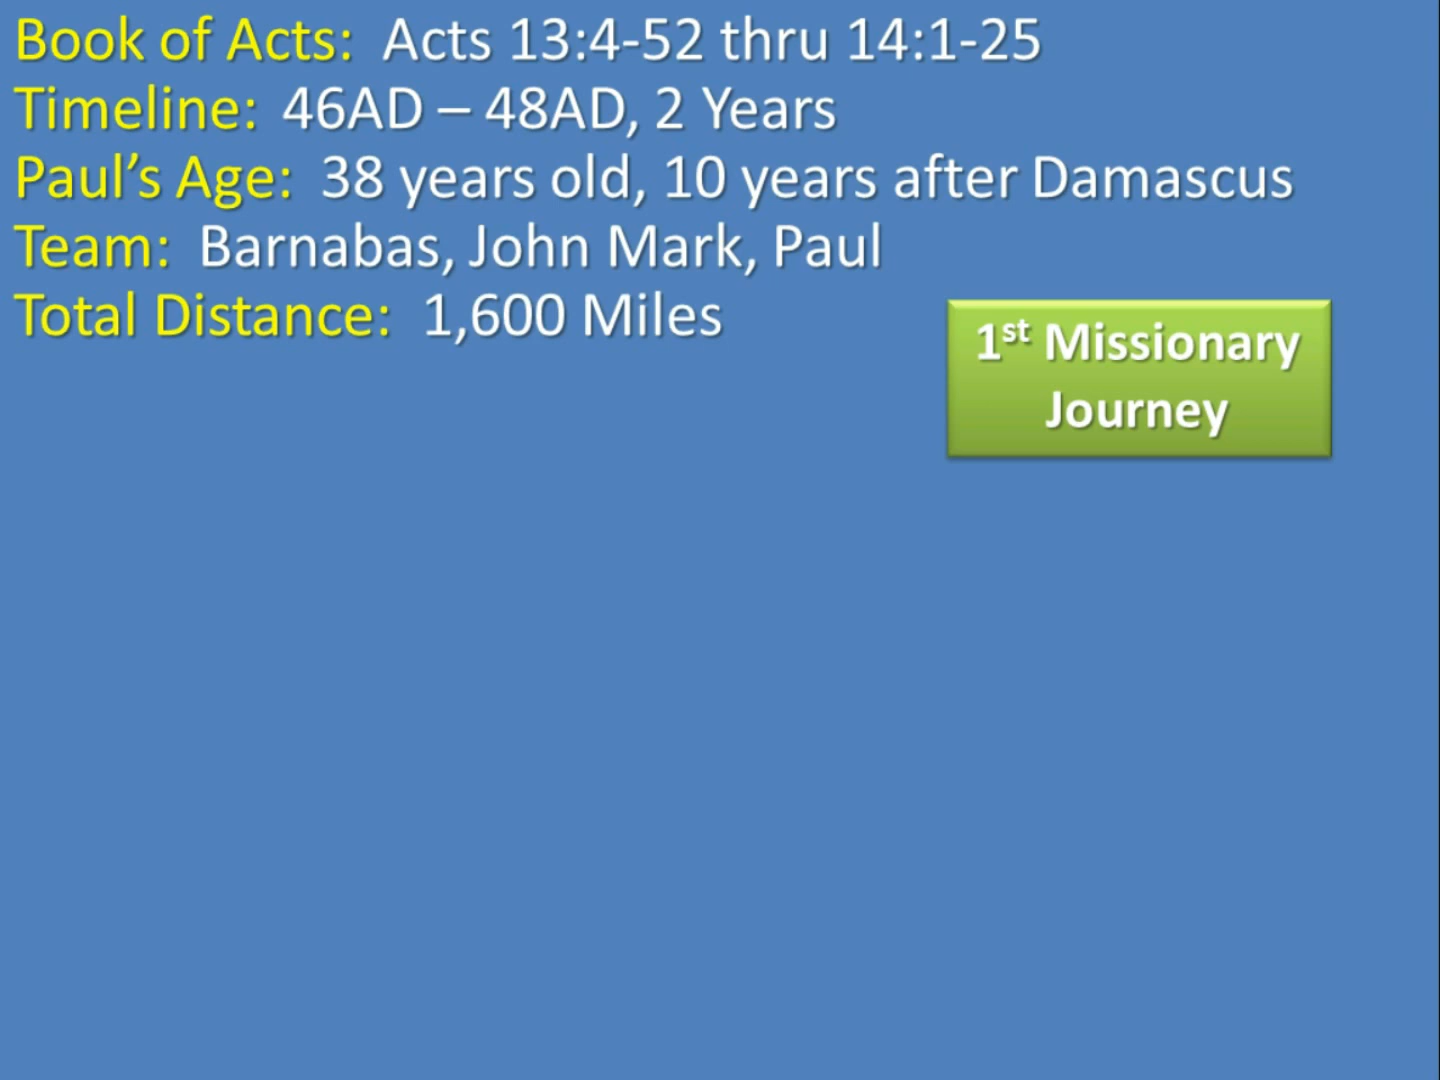 Book of Acts: Acts 13:4-52 thru 14:1-25
Timeline: 46AD – 48AD, 2 Years
Paul’s Age: 38 years old, 10 years after Damascus
Team: Barnabas, John Mark, Paul
Total Distance: 1,600 Miles
1st Missionary
Journey